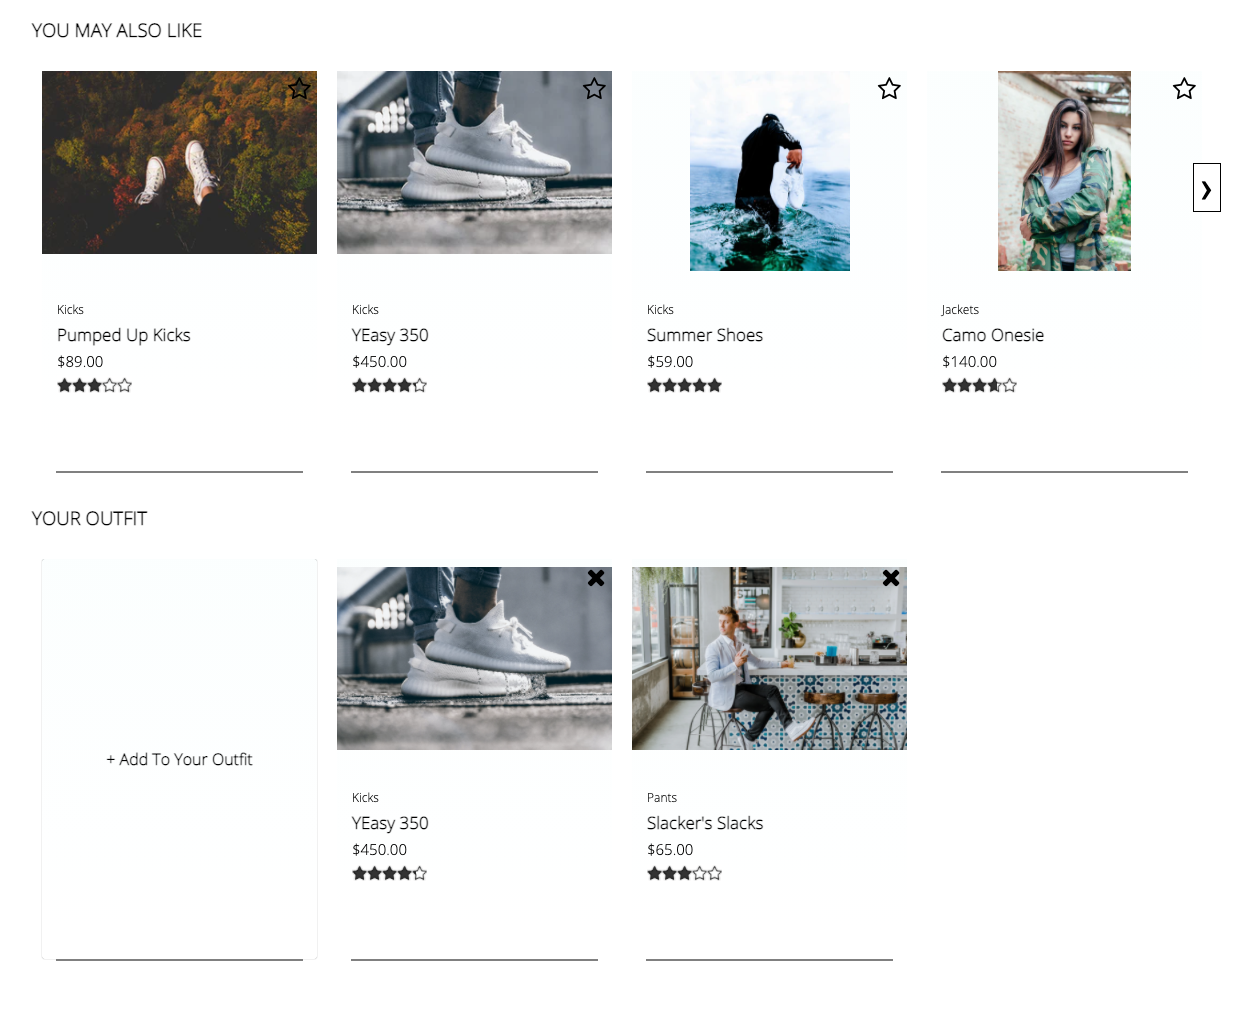 YOU MAY ALSO LIKE
Kicks
Pumped Up Kicks
$89.00
Kicks
YEasy 350
$450.00
Kicks
Summer Shoes
$59.00
Jackets
Camo Onesie
$140.00
❯
YOUR OUTFIT
+ Add To Your Outfit
Kicks
YEasy 350
$450.00
Pants
Slacker's Slacks
$65.00